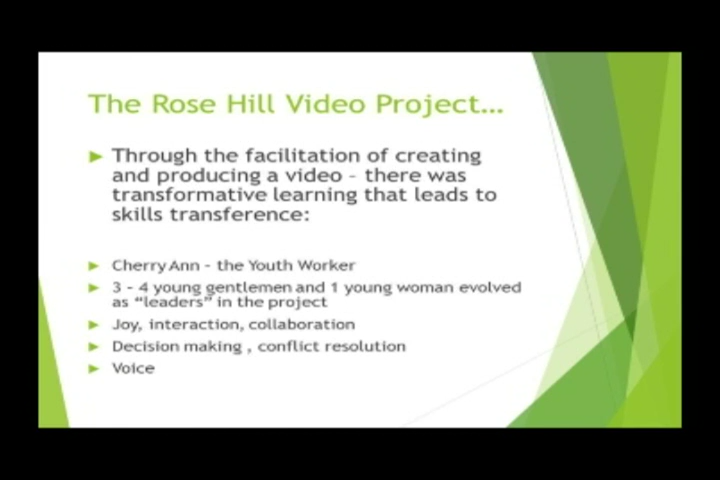 The Rose Hill Video Project...
Through the facilitation of creating
and producing a video – there was
transformative learning that leads to
skills transference:
Cherry Ann – the Youth Worker
3 – 4 young gentlemen and 1 young woman evolved
as “leaders” in the project
Joy, interaction, collaboration
Decision making , conflict resolution
Voice